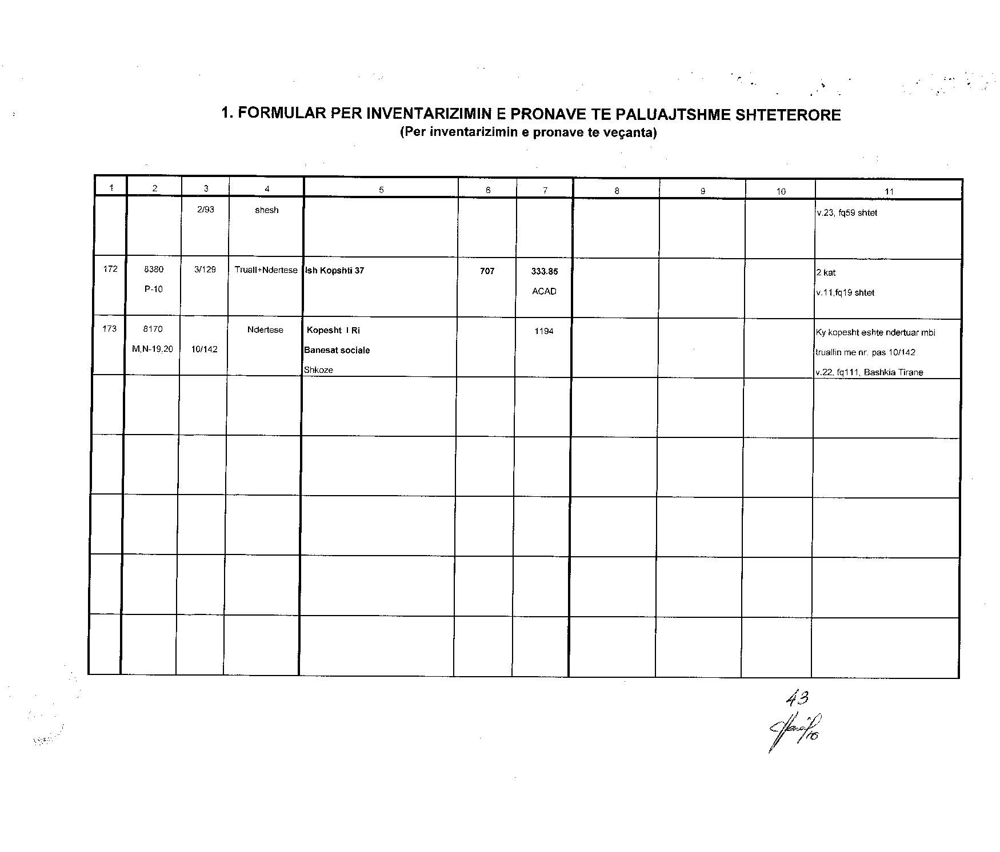 1. FORMULAR PER INVENTARIZIMIN E PRONAVE TE PALUAJTSHME SHTETERORE
(Per inventarizimin e pronave te veçanta)
1 2 3 4 5 6 7 8 9 10 11
2/93 shesh v.23, fq59 shtet
172 8380 3/129 Truall+Ndertese Ish Kopshti 37 707 333.85 2 kat
P-10 ACAD v.11,fq19 shtet
173 8170 Ndertese Kopesht I Ri 1194 Ky kopesht eshte ndertuar mbi
M,N-19,20 10/142 Banesat sociale truallin me nr. pas 10/142
Shkoze v.22, fq111, Bashkia Tirane
43